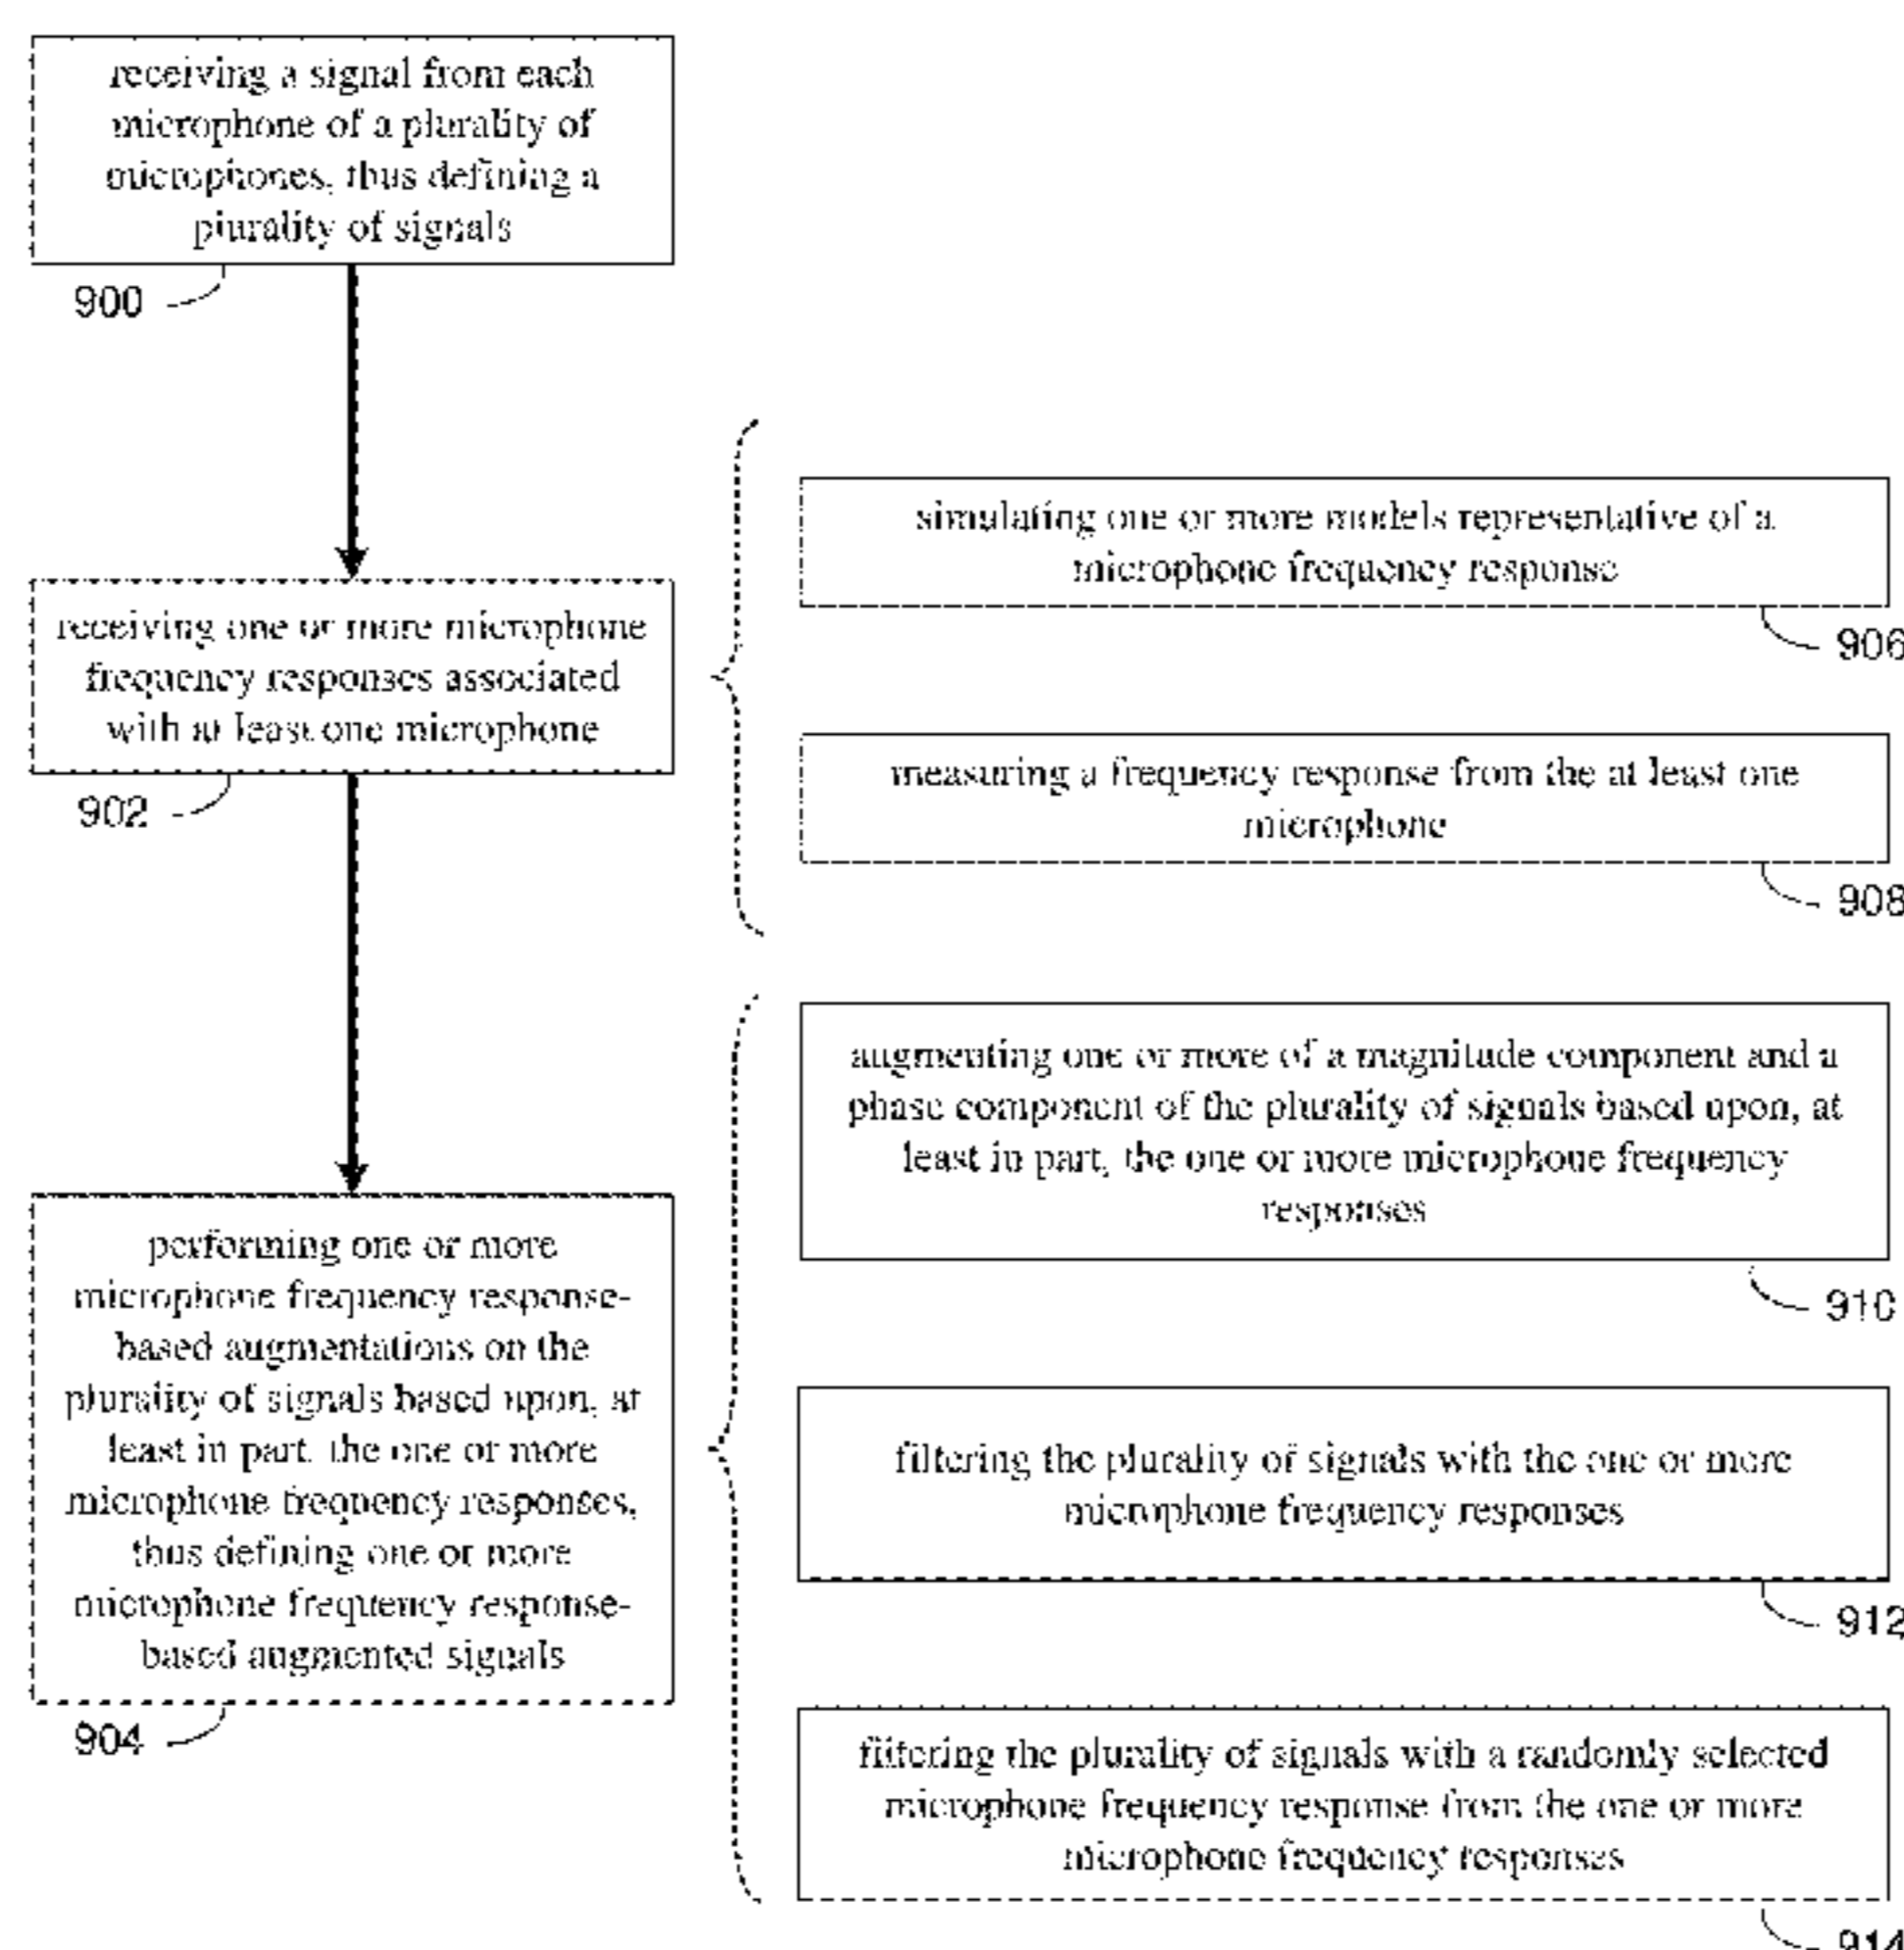 receiving a signal from each
microphone of a plurality of
microphones, thus defining a
plurality of signals
900
receiving one or more microphone
frequency responses associated
with at least one microphone
902
simulating one or more models representative of a
microphone frequency response
906
measuring a frequency response from the at least one
microphone
908
performing one or more
microphone frequency response-
based augmentations on the
plurality of signals based upon, at
least in part, the one or more
microphone frequency responses,
thus defining one or more
microphone frequency response-
based augmented signals
904
augmenting one or more of a magnitude component and a
phase component of the plurality of signals based upon, at
least in part, the one or more microphone frequency
responses
910
filtering the plurality of signals with the one or more
microphone frequency responses
912
filtering the plurality of signals with a randomly selected
microphone frequency response from the one or more
microphone frequency responses
914